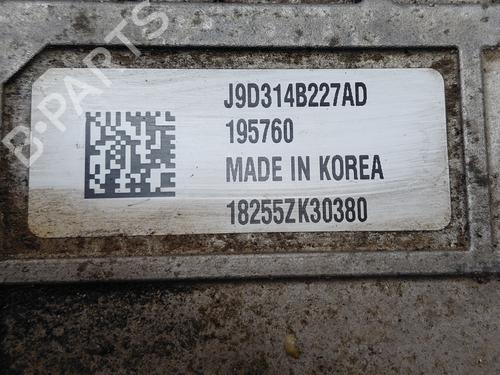 B-PARTS
J9D314B227AD
195760
MADE IN KOREA
18255ZK30380